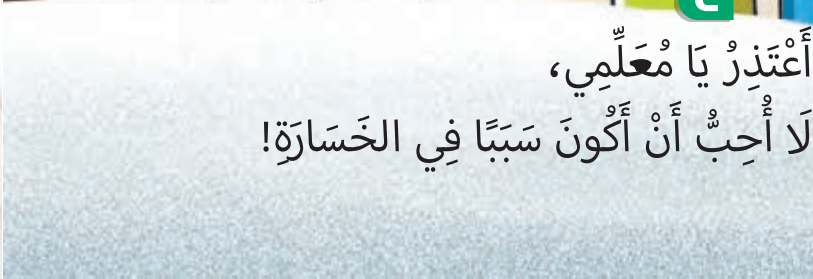 أَعْتَذِرُ يَا مُعَلِّمِي،
لَا أُحِبُّ أَنْ أَكُونَ سَبَبًا فِي الخَسَارَةِ!